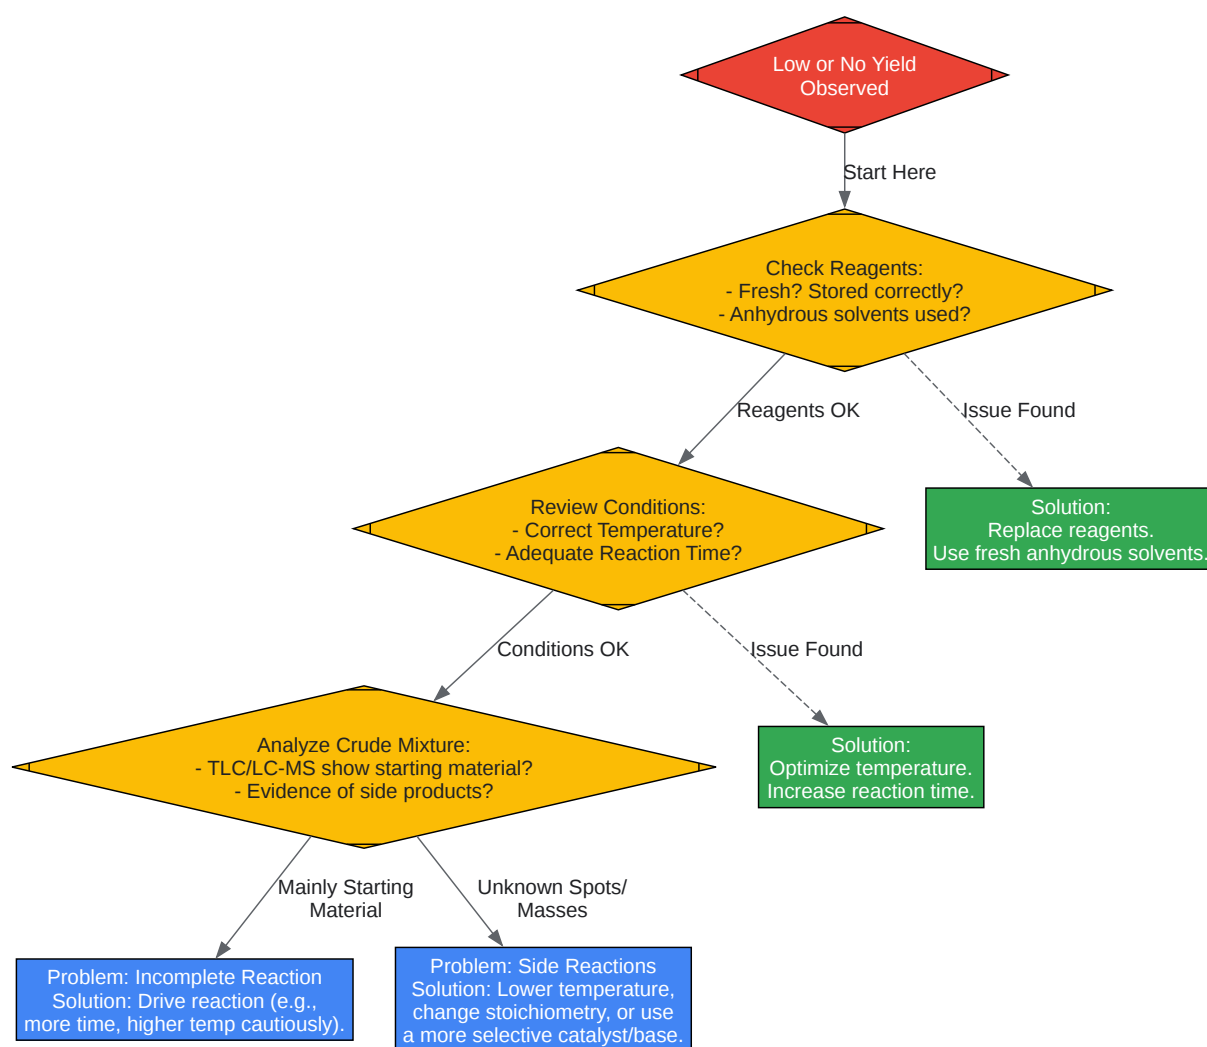 Low or No Yield
Observed
Start Here
Check Reagents:
- Fresh? Stored correctly?
- Anhydrous solvents used?
Reagents OK
Issue Found
Review Conditions:
- Correct Temperature?
- Adequate Reaction Time?
Solution:
Replace reagents.
Use fresh anhydrous solvents.
Conditions OK
Issue Found
Analyze Crude Mixture:
- TLC/LC-MS show starting material?
- Evidence of side products?
Solution:
Optimize temperature.
Increase reaction time.
Mainly Starting
Material
Unknown Spots/
Masses
Problem: Incomplete Reaction
Solution: Drive reaction (e.g.,
more time, higher temp cautiously).
Problem: Side Reactions
Solution: Lower temperature,
change stoichiometry, or use
a more selective catalyst/base.